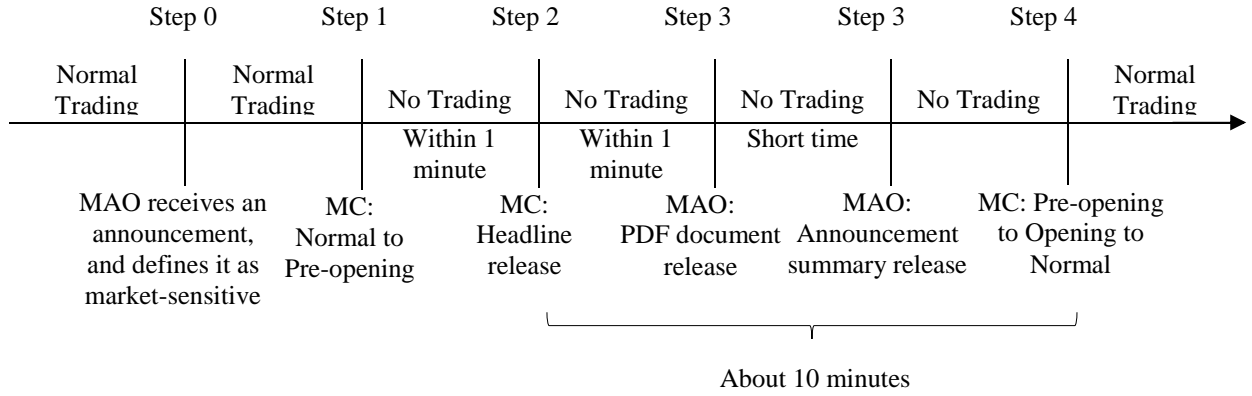 Step 0 Step 1 Step 2 Step 3 Step 3 Step 4
Normal Normal Normal
Trading Trading No Trading No Trading No Trading No Trading Trading
Within 1 Within 1 Short time
minute minute
MAO receives an MC: MC: MAO: MAO: MC: Pre-opening
announcement, Normal to Headline PDF document Announcement to Opening to
and defines it as Pre-opening release release summary release Normal
market-sensitive
About 10 minutes